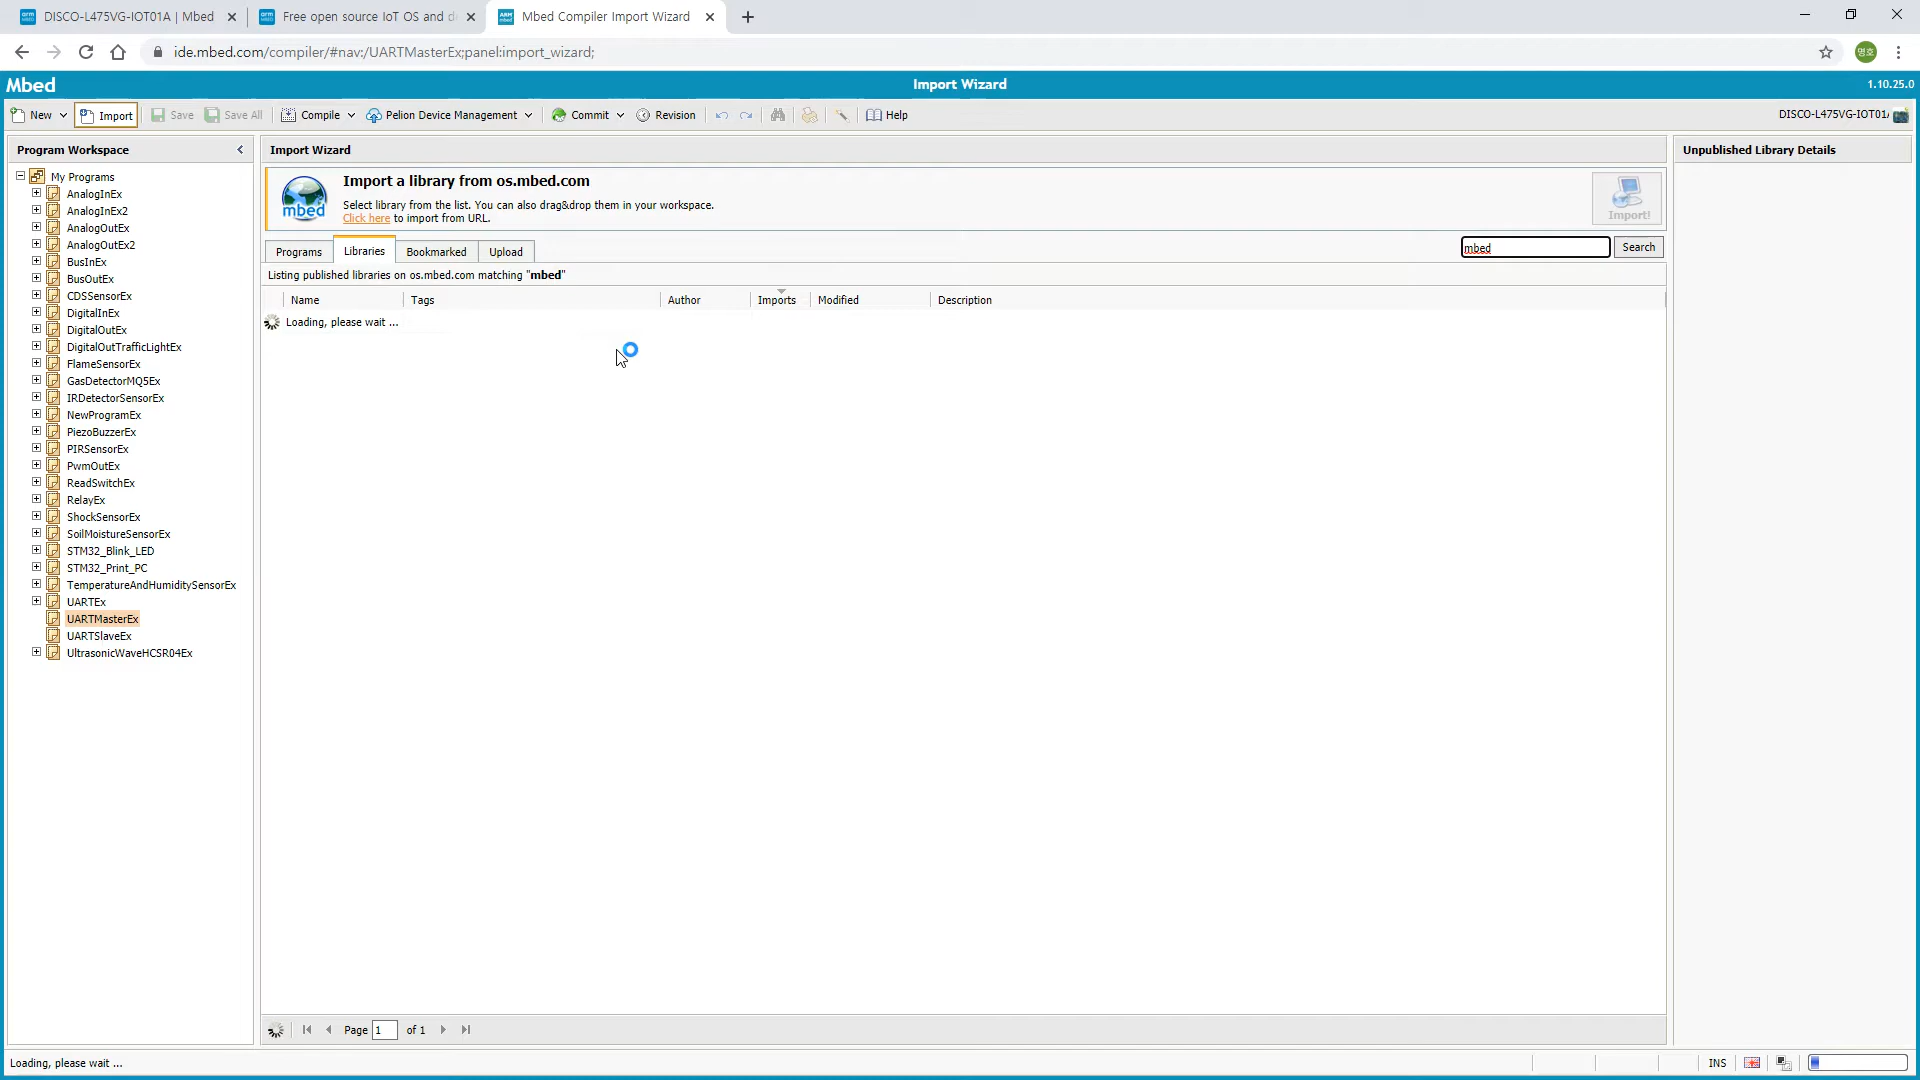 DISCO-L475VG-IOT01A | Mbed
Free open source IoT OS and d
Mbed Compiler Import Wizard
ide.mbed.com/compiler/#nav:/UARTMasterEx;panel:import_wizard;
명호
Mbed
Import Wizard
1.10.25.0
New
Import
Save
Save All
Compile
Pelion Device Management
Commit
Revision
Help
DISCO-L475VG-IOT01
Program Workspace
Import Wizard
Unpublished Library Details
My Programs
AnalogInEx
AnalogInEx2
AnalogOutEx
AnalogOutEx2
BusInEx
BusOutEx
CDSSensorEx
DigitalInEx
DigitalOutEx
DigitalOutTrafficLightEx
FlameSensorEx
GasDetectorMQ5Ex
IRDetectorSensorEx
NewProgramEx
PiezoBuzzerEx
PIRSensorEx
PwmOutEx
ReadSwitchEx
RelayEx
ShockSensorEx
SoilMoistureSensorEx
STM32_Blink_LED
STM32_Print_PC
TemperatureAndHumiditySensorEx
UARTEx
UARTMasterEx
UARTSlaveEx
UltrasonicWaveHCSR04Ex
mbed
Import a library from os.mbed.com
Select library from the list. You can also drag&drop them in your workspace.
Click here to import from URL.
Import!
Programs
Libraries
Bookmarked
Upload
mbed
Search
Listing published libraries on os.mbed.com matching "mbed"
Name
Tags
Author
Imports
Modified
Description
Loading, please wait ...
Page 1 of 1
Loading, please wait ...
INS